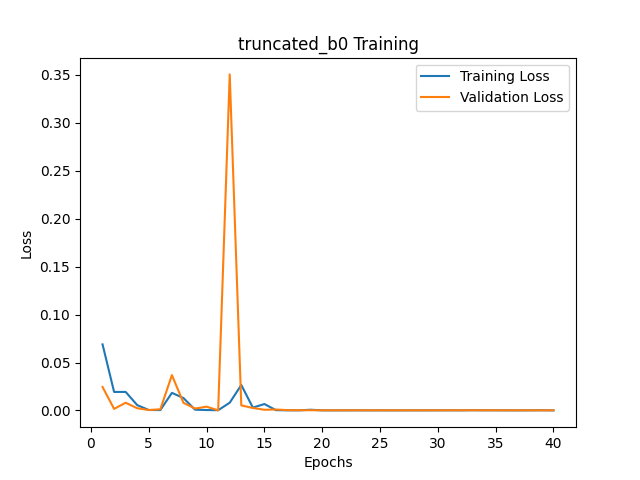 truncated_b0 Training
Training Loss
Validation Loss
0.35
0.30
0.25
0.20
0.15
0.10
0.05
0.00
Loss
0 5 10 15 20 25 30 35 40
Epochs